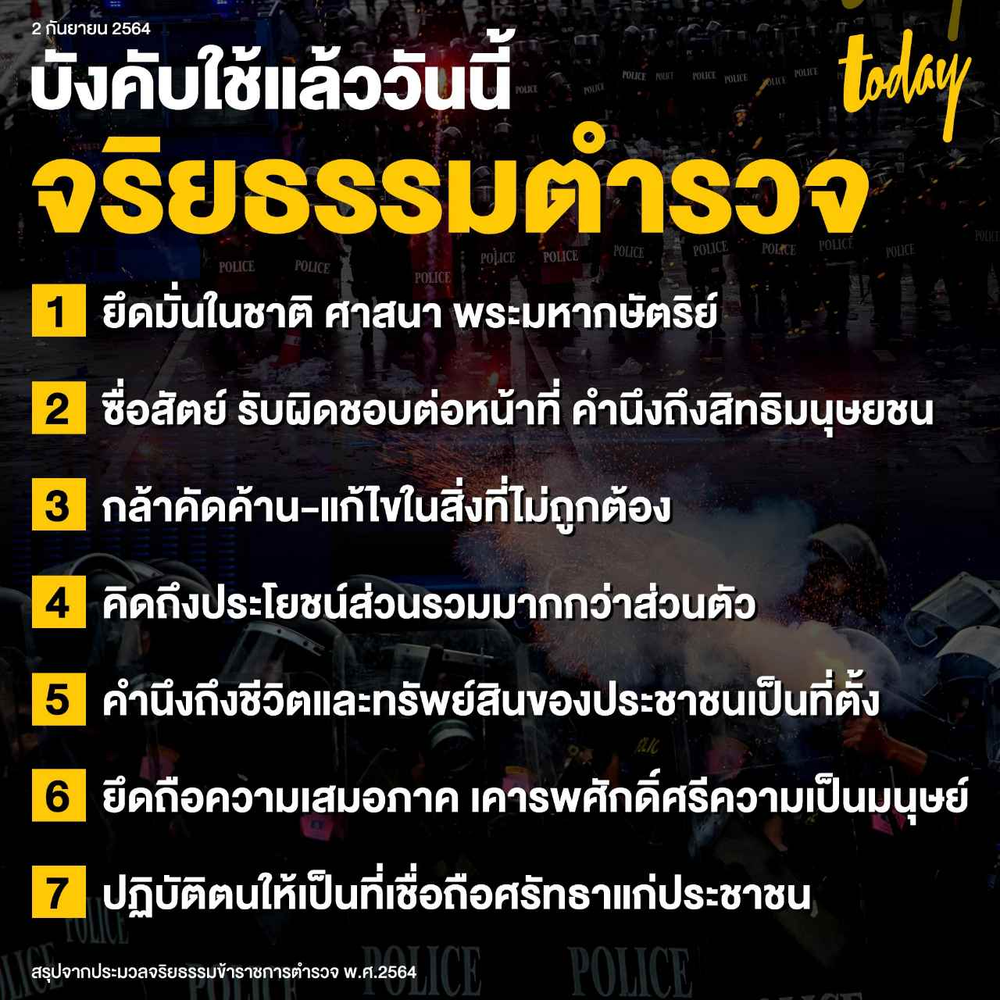 2 กันยายน 2564
บังคับใช้แล้ววันนี้
today
จริยธรรมตำรวจ
1 ยึดมั่นในชาติ ศาสนา พระมหากษัตริย์
2 ซื่อสัตย์ รับผิดชอบต่อหน้าที่ คำนึงถึงสิทธิมนุษยชน
3 กล้าคัดค้าน-แก้ไขในสิ่งที่ไม่ถูกต้อง
4 คิดถึงประโยชน์ส่วนรวมมากกว่าส่วนตัว
5 คำนึงถึงชีวิตและทรัพย์สินของประชาชนเป็นที่ตั้ง
6 ยึดถือความเสมอภาค เคารพศักดิ์ศรีความเป็นมนุษย์
7 ปฏิบัติตนให้เป็นที่เชื่อถือศรัทธาแก่ประชาชน
POLICE POLICE POLICE
สรุปจากประมวลจริยธรรมข้าราชการตำรวจ พ.ศ.2564